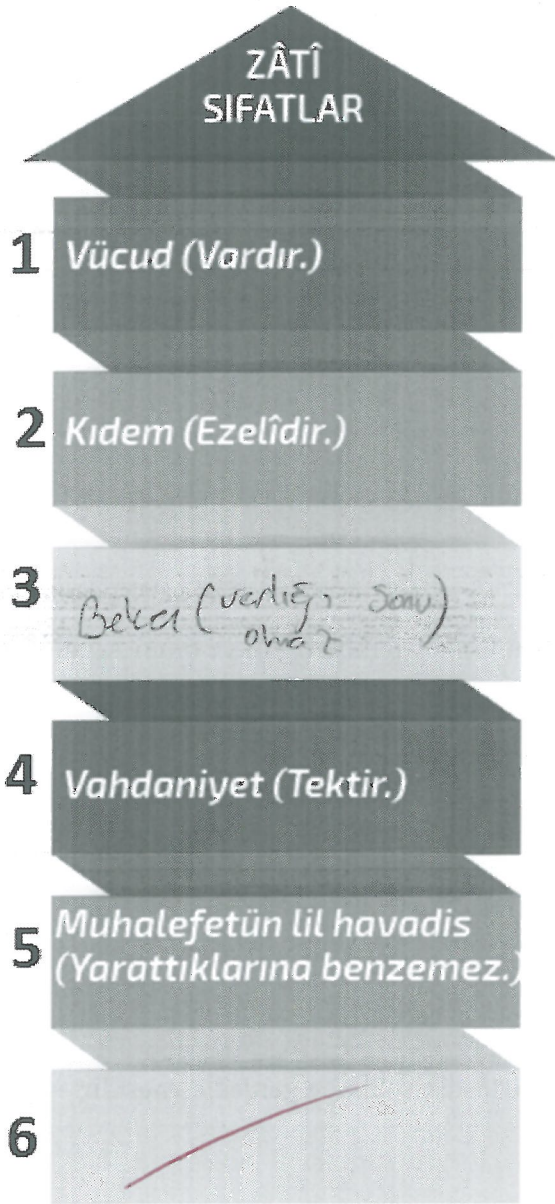 ZÂTÎ
SIFATLAR
1 Vücud (Vardır.)
2 Kıdem (Ezelîdir.)
3 Beka (varlığı sonu
olmaz)
4 Vahdaniyet (Tektir.)
5 Muhalefetün lil havadis
(Yarattıklarına benzemez.)
6